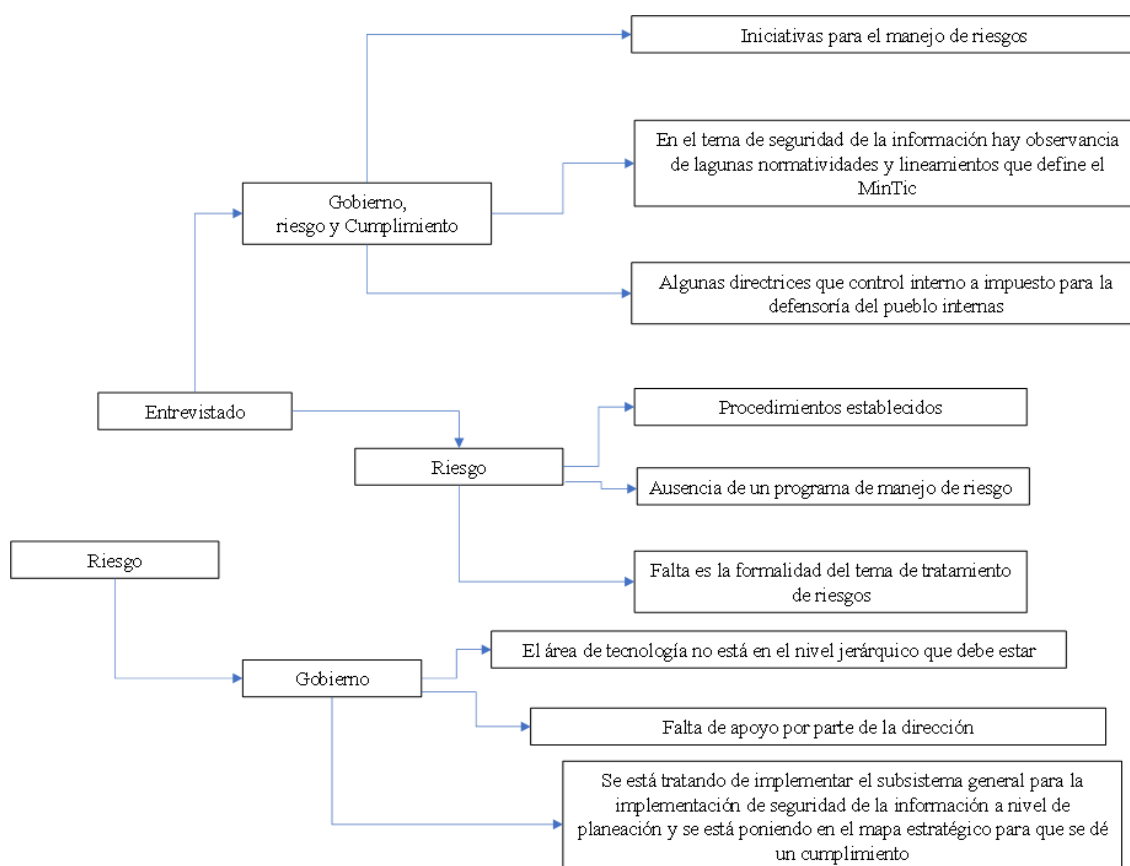 Iniciativas para el manejo de riesgos
En el tema de seguridad de la información hay observancia
de lagunas normatividades y lineamientos que define el
MinTic
Gobierno,
riesgo y Cumplimiento
Algunas directrices que control interno a impuesto para la
defensoría del pueblo internas
Entrevistado
Procedimientos establecidos
Riesgo
Ausencia de un programa de manejo de riesgo
Riesgo
Falta es la formalidad del tema de tratamiento
de riesgos
El área de tecnología no está en el nivel jerárquico que debe estar
Gobierno
Falta de apoyo por parte de la dirección
Se está tratando de implementar el subsistema general para la
implementación de seguridad de la información a nivel de
planeación y se está poniendo en el mapa estratégico para que se dé
un cumplimiento